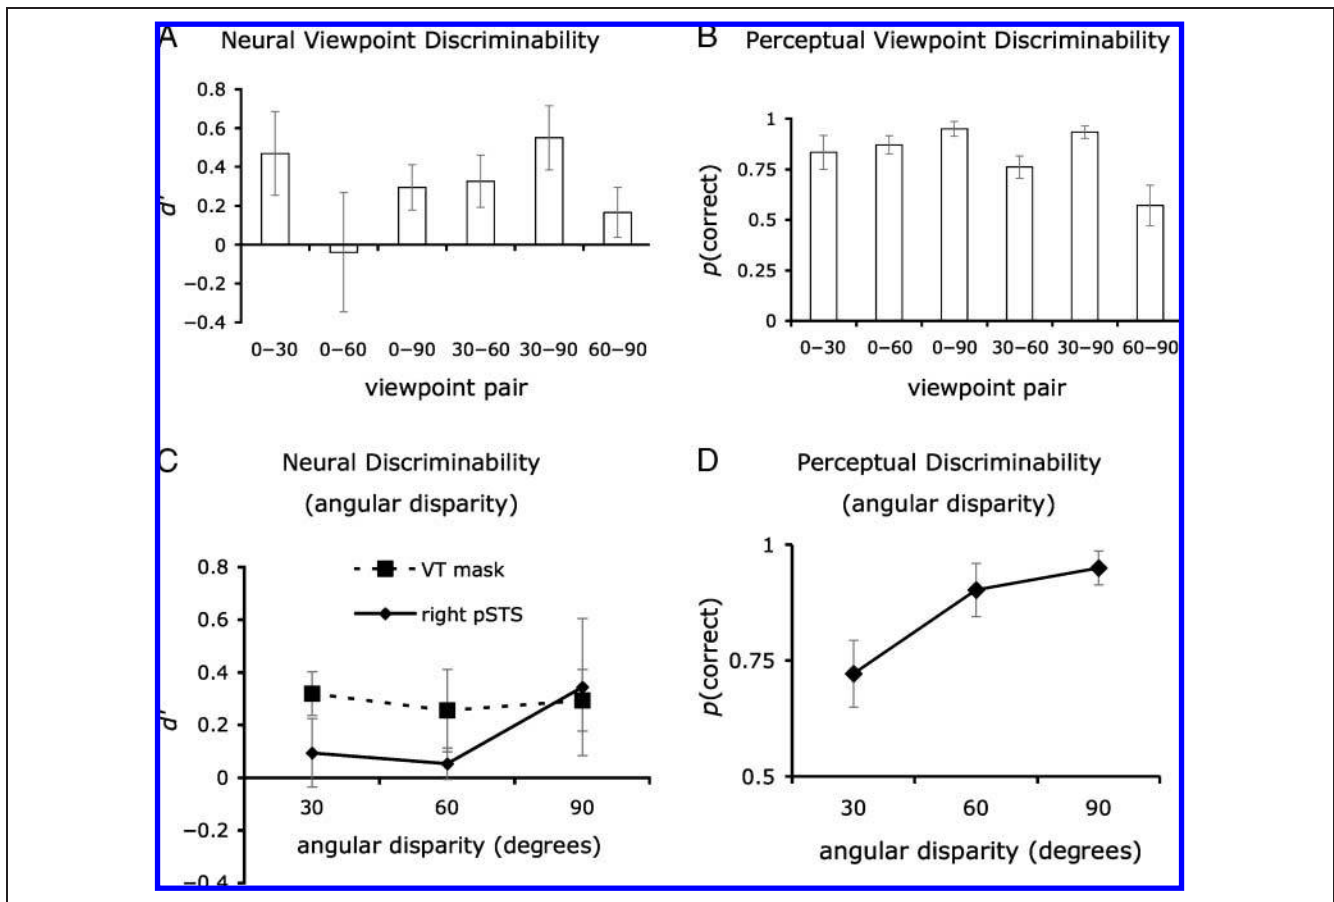 A Neural Viewpoint Discriminability
0.8
0.6
0.4
0.2
0
−0.2
−0.4
d′
0−30 0−60 0−90 30−60 30−90 60−90
viewpoint pair
B Perceptual Viewpoint Discriminability
1
0.75
0.5
0.25
0
p(correct)
0−30 0−60 0−90 30−60 30−90 60−90
viewpoint pair
C Neural Discriminability
(angular disparity)
0.8
0.6
0.4
0.2
0
−0.2
−0.4
d′
VT mask
right pSTS
30 60 90
angular disparity (degrees)
D Perceptual Discriminability
(angular disparity)
1
0.75
0.5
p(correct)
30 60 90
angular disparity (degrees)